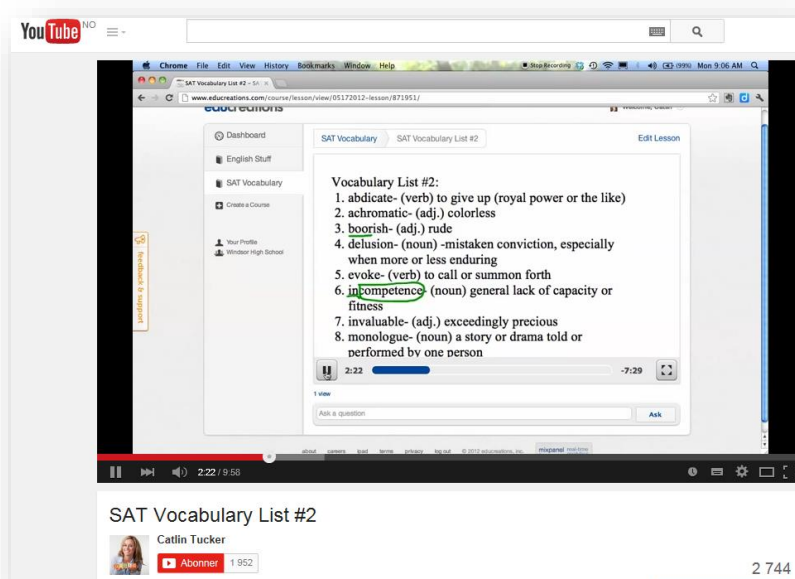 YouTube NO
Chrome File Edit View History Bookmarks Window Help Stop Recording (99%) Mon 9:06 AM
SAT Vocabulary List #2 - SA
www.educreations.com/course/lesson/view/05172012-lesson/871951/
educreations
Dashboard
English Stuff
SAT Vocabulary
Create a Course
Your Profile
Windsor High School
feedback & support
SAT Vocabulary SAT Vocabulary List #2 Edit Lesson
Vocabulary List #2:
1. abdicate- (verb) to give up (royal power or the like)
2. achromatic- (adj.) colorless
3. boorish- (adj.) rude
4. delusion- (noun) -mistaken conviction, especially
when more or less enduring
5. evoke- (verb) to call or summon forth
6. incompetence- (noun) general lack of capacity or
fitness
7. invaluable- (adj.) exceedingly precious
8. monologue- (noun) a story or drama told or
performed by one person
2:22 -7:29
1 view
Ask a question Ask
about careers ipad terms privacy log out © 2012 educreations, inc. mixpanel
2:22 / 9:58
SAT Vocabulary List #2
Catlin Tucker
Abonner 1 952
2 744